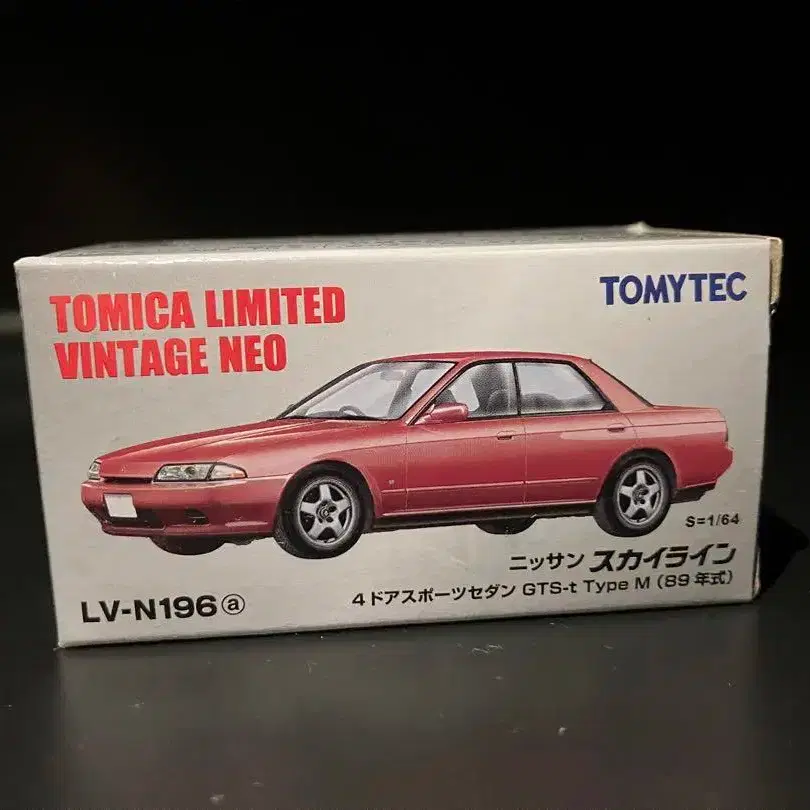 TOMICA LIMITED
VINTAGE NEO
TOMYTEC
S=1/64
ニッサン スカイライン
4ドアスポーツセダン GTS-t Type M (89年式)
LV-N196ⓐ